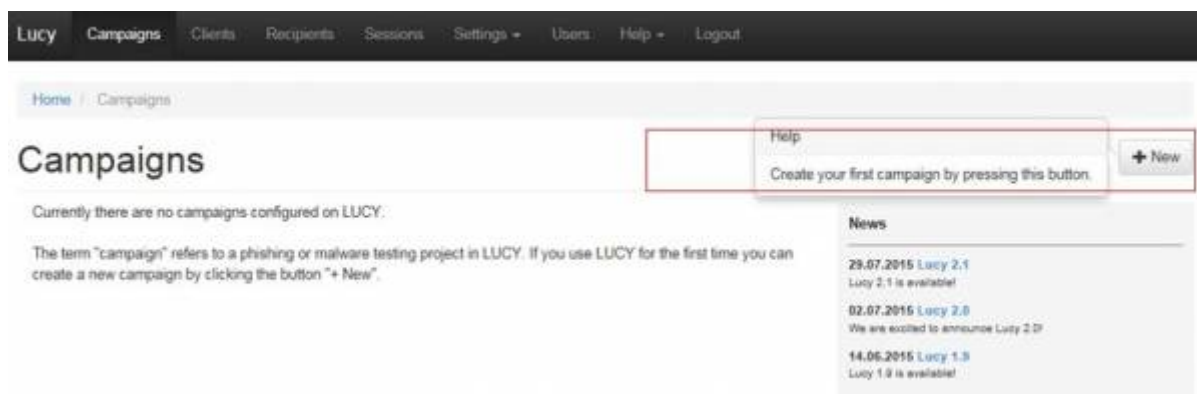 Lucy Campaigns Clients Recipients Sessions Settings Users Help Logout
Home / Campaigns
Help
Campaigns
Create your first campaign by pressing this button.
+ New
Currently there are no campaigns configured on LUCY.
The term "campaign" refers to a phishing or malware testing project in LUCY. If you use LUCY for the first time you can
create a new campaign by clicking the button "+ New".
News
29.07.2015 Lucy 2.1
Lucy 2.1 is available!
02.07.2015 Lucy 2.0
We are excited to announce Lucy 2.0!
14.06.2015 Lucy 1.9
Lucy 1.9 is available!